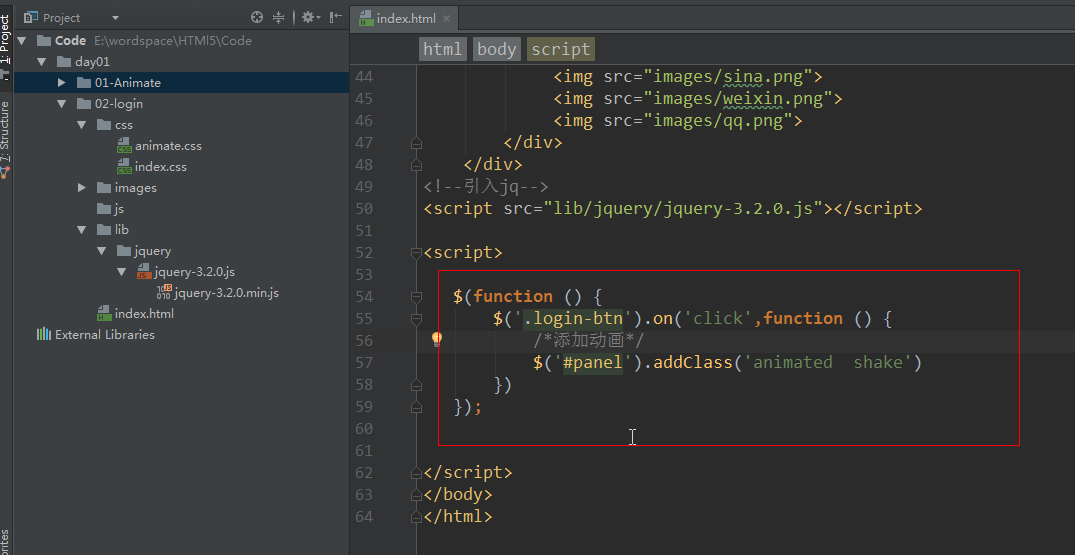 1: Project
7: Structure
Project
Code E:\wordspace\HTMl5\Code
day01
01-Animate
02-login
css
animate.css
index.css
images
js
lib
jquery
jquery-3.2.0.js
jquery-3.2.0.min.js
index.html
External Libraries
index.html
html body script
44 <img src="images/sina.png">
45 <img src="images/weixin.png">
46 <img src="images/qq.png">
47 </div>
48 </div>
49 <!--引入jq-->
50 <script src="lib/jquery/jquery-3.2.0.js"></script>
51
52 <script>
53
54 $(function () {
55 $('.login-btn').on('click',function () {
56 /*添加动画*/
57 $('#panel').addClass('animated  shake')
58 })
59 });
60
61
62 </script>
63 </body>
64 </html>